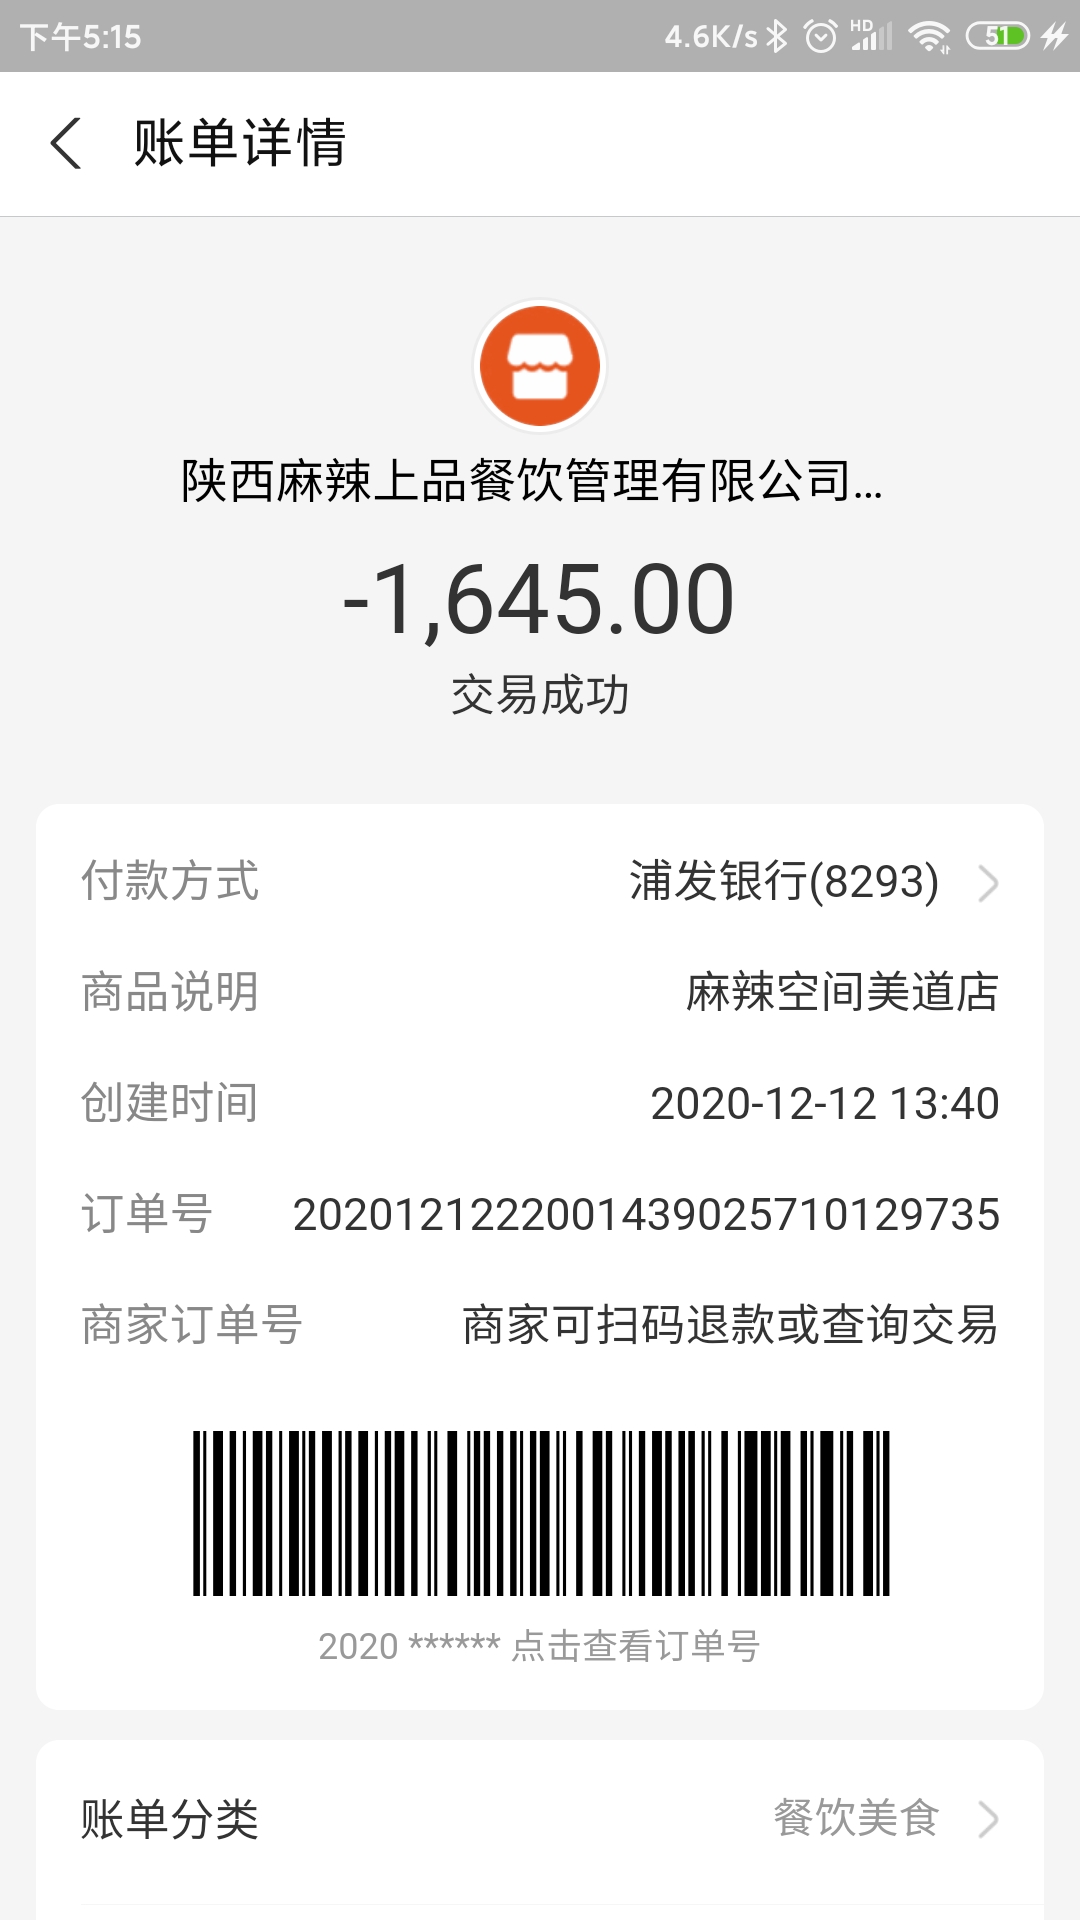 下午5:15 4.6K/s HD 51
账单详情
陕西麻辣上品餐饮管理有限公司...
-1,645.00
交易成功
付款方式 浦发银行(8293)
商品说明 麻辣空间美道店
创建时间 2020-12-12 13:40
订单号 2020121222001439025710129735
商家订单号 商家可扫码退款或查询交易
2020 ****** 点击查看订单号
账单分类 餐饮美食